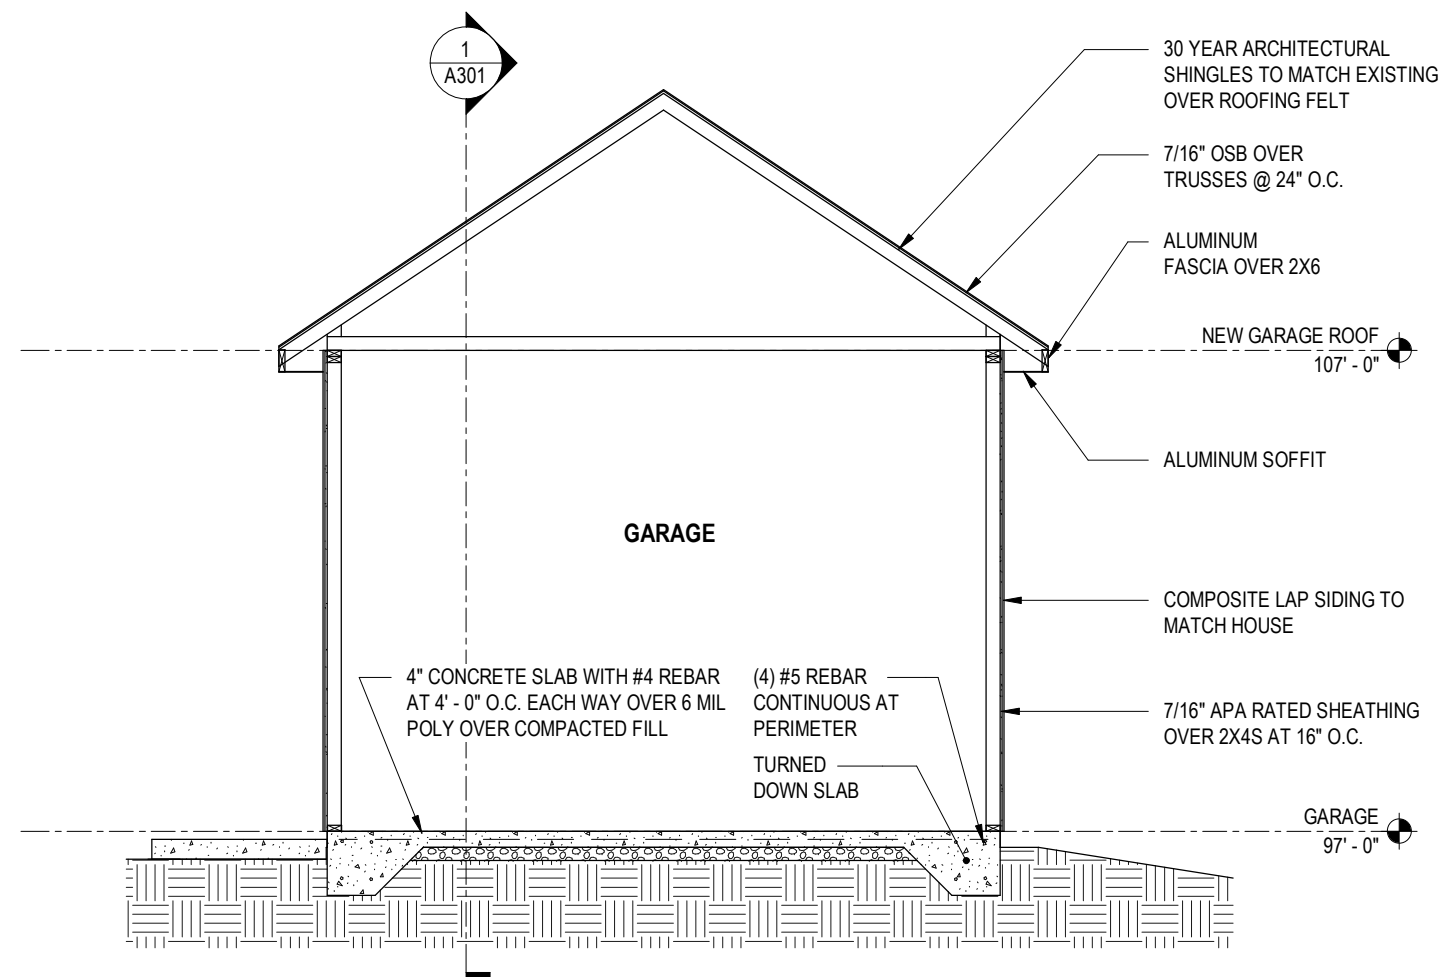 1
A301
30 YEAR ARCHITECTURAL
SHINGLES TO MATCH EXISTING
OVER ROOFING FELT
7/16" OSB OVER
TRUSSES @ 24" O.C.
ALUMINUM
FASCIA OVER 2X6
NEW GARAGE ROOF
107' - 0"
ALUMINUM SOFFIT
GARAGE
COMPOSITE LAP SIDING TO
MATCH HOUSE
4" CONCRETE SLAB WITH #4 REBAR
AT 4' - 0" O.C. EACH WAY OVER 6 MIL
POLY OVER COMPACTED FILL
(4) #5 REBAR
CONTINUOUS AT
PERIMETER
TURNED
DOWN SLAB
7/16" APA RATED SHEATHING
OVER 2X4S AT 16" O.C.
GARAGE
97' - 0"